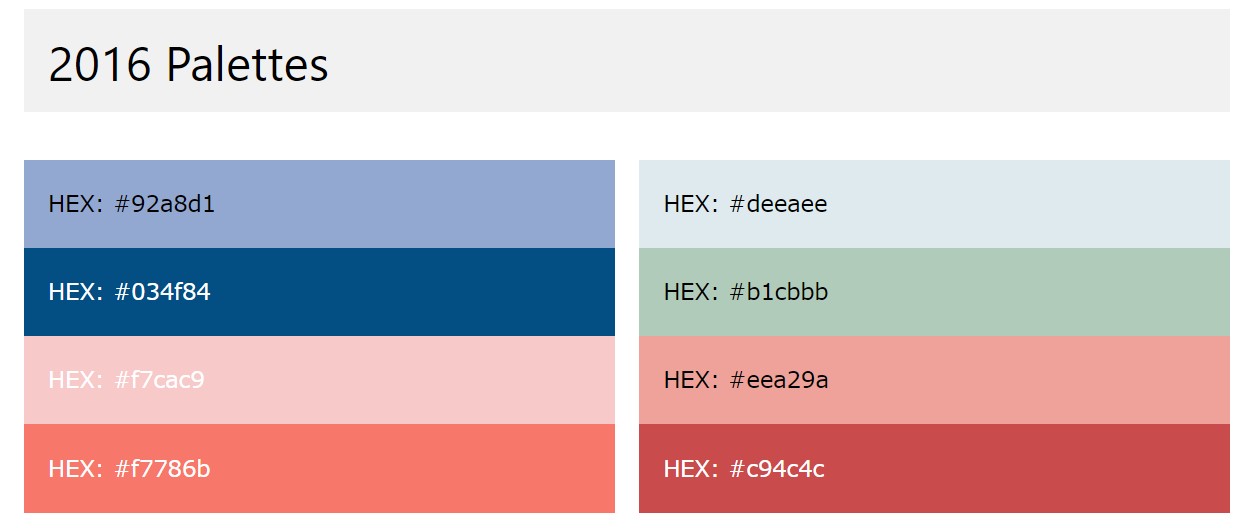 2016 Palettes
HEX: #92a8d1
HEX: #034f84
HEX: #f7cac9
HEX: #f7786b
HEX: #deeaee
HEX: #b1cbbb
HEX: #eea29a
HEX: #c94c4c